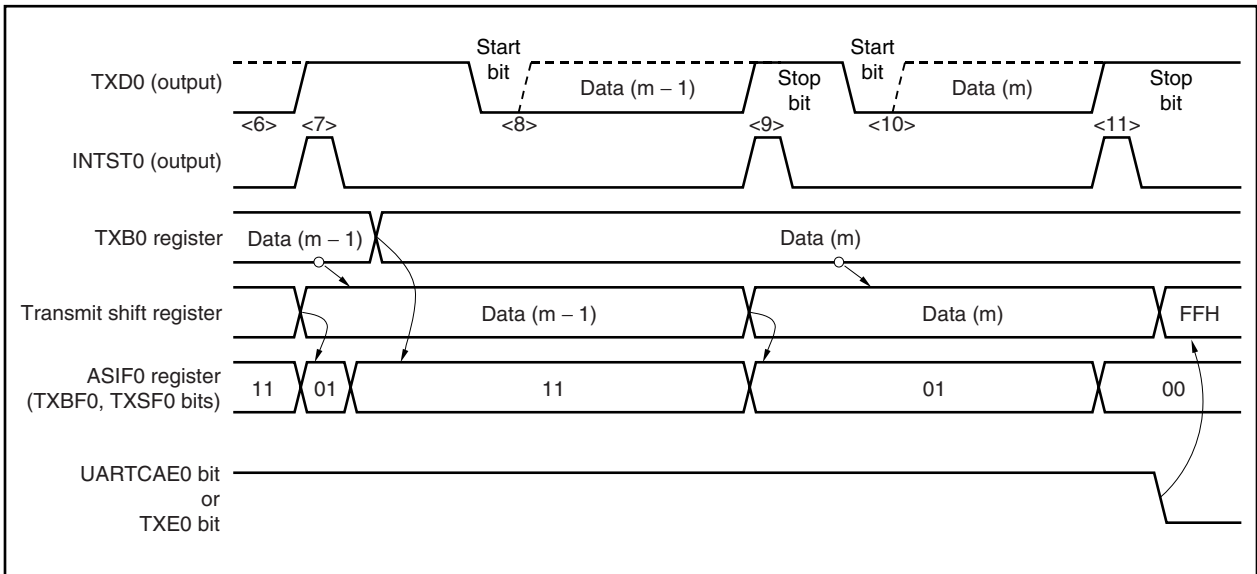 TXD0 (output)
Start
bit
Data (m – 1)
Stop
bit
Start
bit
Data (m)
Stop
bit
<6>
<7>
<8>
<9>
<10>
<11>
INTST0 (output)
TXB0 register
Data (m – 1)
Data (m)
Transmit shift register
Data (m – 1)
Data (m)
FFH
ASIF0 register
(TXBF0, TXSF0 bits)
11
01
11
01
00
UARTCAE0 bit
or
TXE0 bit